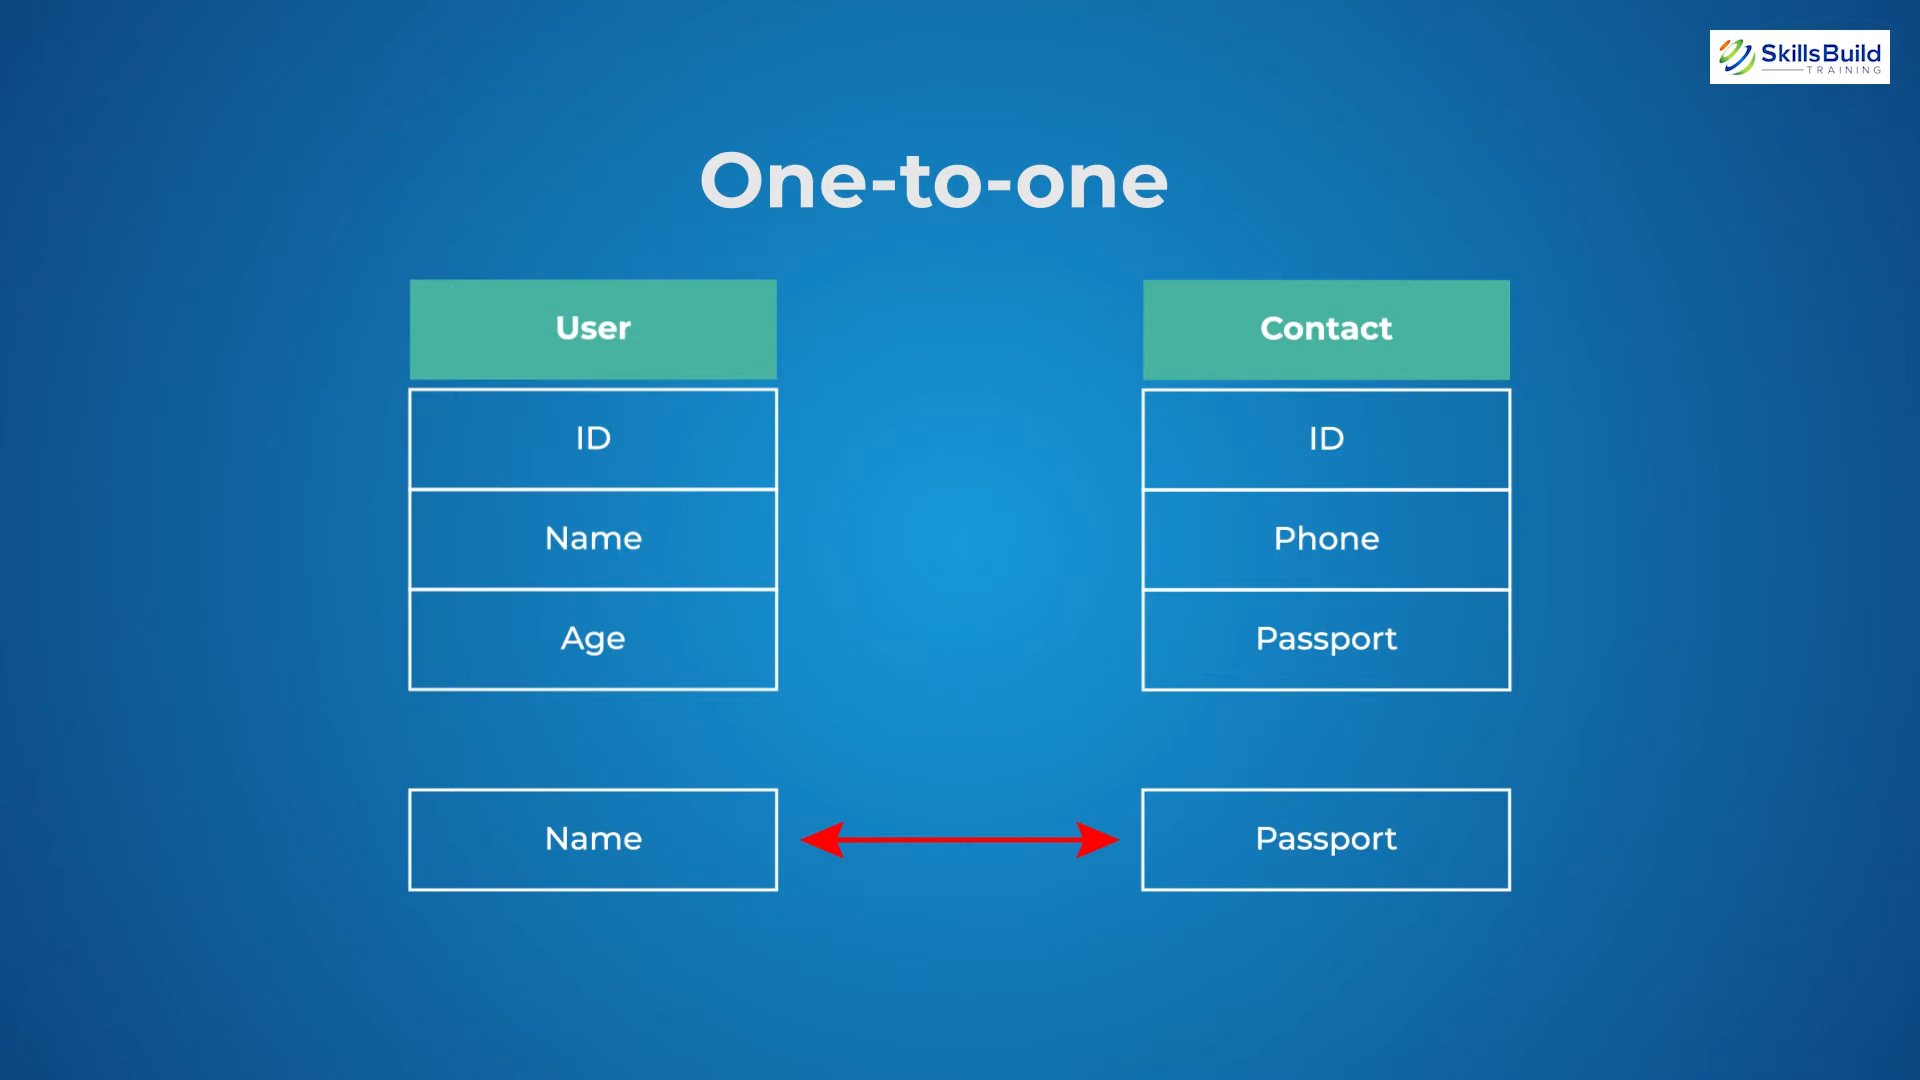 SkillsBuild
TRAINING
One-to-one
User
ID
Name
Age
Contact
ID
Phone
Passport
Name
Passport